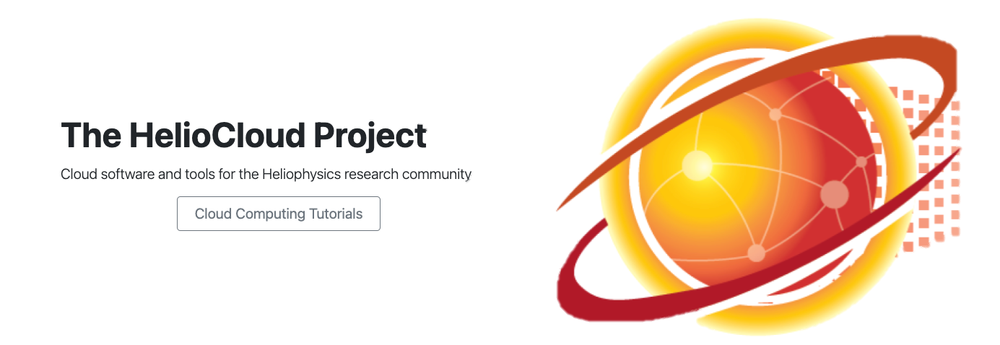 The HelioCloud Project
Cloud software and tools for the Heliophysics research community
Cloud Computing Tutorials